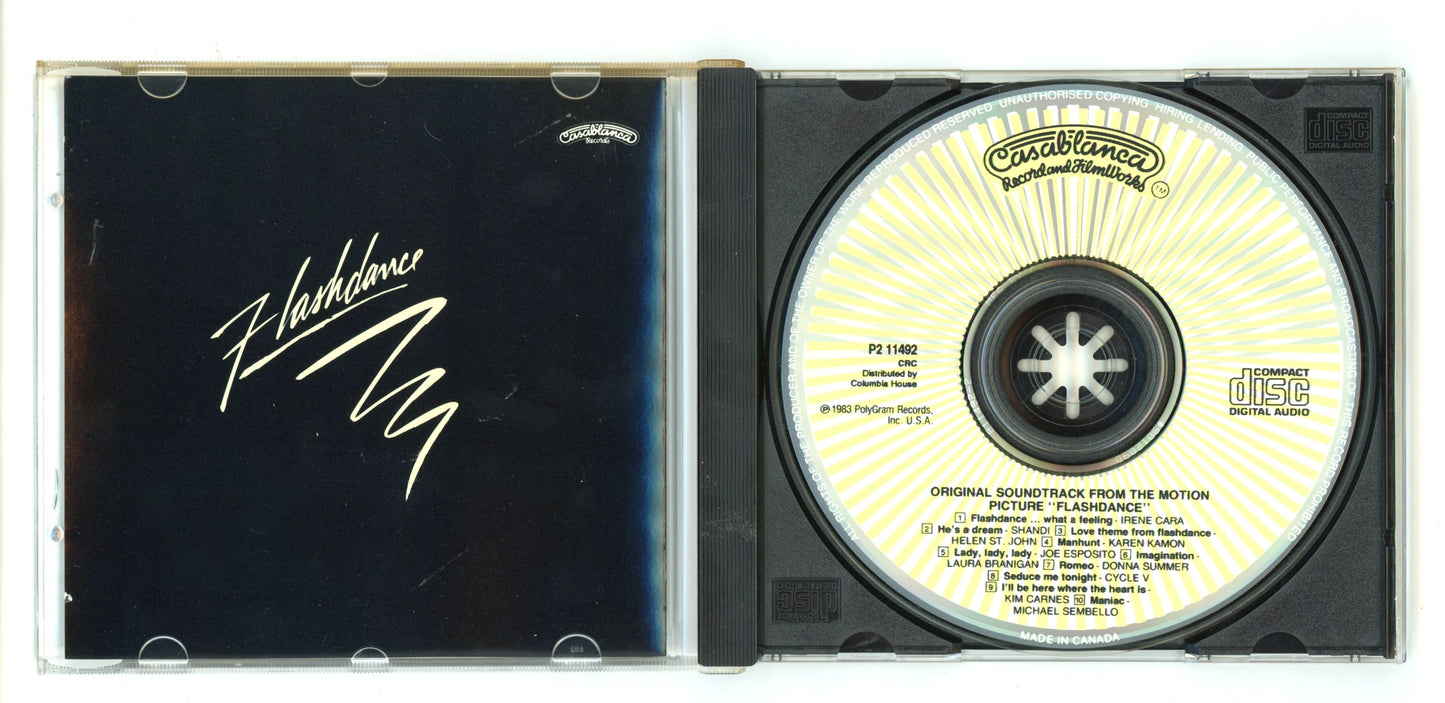 Casablanca
Records
Flashdance
COMPACT
disc
DIGITAL AUDIO
ALL RIGHTS OF THE PRODUCER AND OF THE OWNER OF THE WORK REPRODUCED RESERVED UNAUTHORISED COPYING HIRING, LENDING, PUBLIC PERFORMANCE AND BROADCASTING OF THIS RECORD PROHIBITED
Casablanca
Record and FilmWorks
TM
P2 11492
CRC
Distributed by
Columbia House
℗ 1983 PolyGram Records,
Inc. U.S.A.
COMPACT
disc
DIGITAL AUDIO
ORIGINAL SOUNDTRACK FROM THE MOTION
PICTURE "FLASHDANCE"
1 Flashdance ... what a feeling - IRENE CARA
2 He's a dream - SHANDI 3 Love theme from flashdance -
HELEN ST. JOHN 4 Manhunt - KAREN KAMON
5 Lady, lady, lady - JOE ESPOSITO 6 Imagination -
LAURA BRANIGAN 7 Romeo - DONNA SUMMER
8 Seduce me tonight - CYCLE V
9 I'll be here where the heart is -
KIM CARNES 10 Maniac -
MICHAEL SEMBELLO
MADE IN CANADA
COMPACT
disc
DIGITAL AUDIO